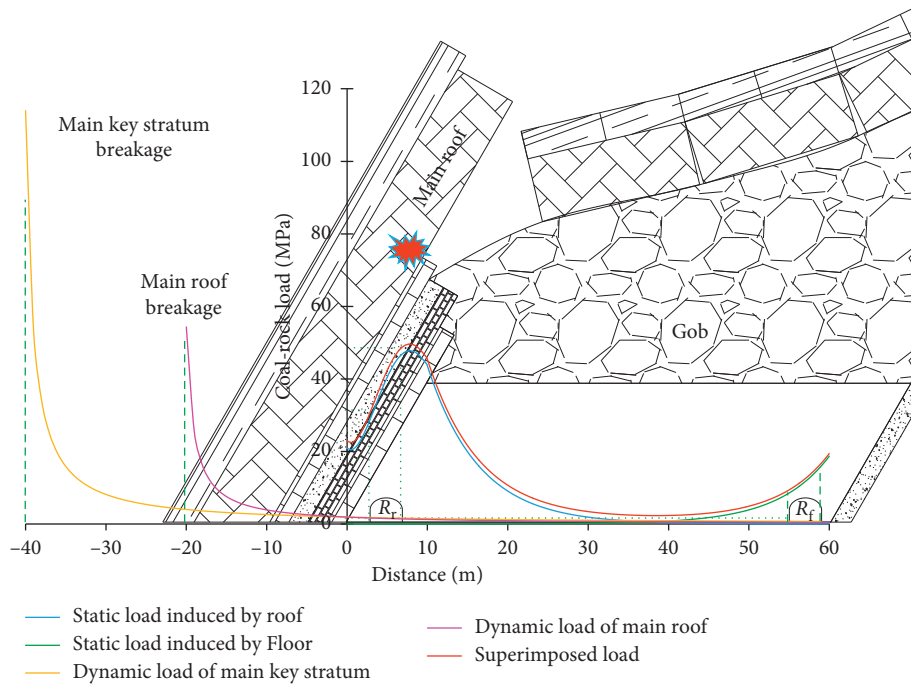 120
100
80
60
40
20
0
Coal-rock load (MPa)
Main key stratum
breakage
Main roof
breakage
Main roof
Gob
R_r
R_f
−40
−30
−20
−10
0
10
20
30
40
50
60
Distance (m)
Static load induced by roof
Static load induced by Floor
Dynamic load of main key stratum
Dynamic load of main roof
Superimposed load